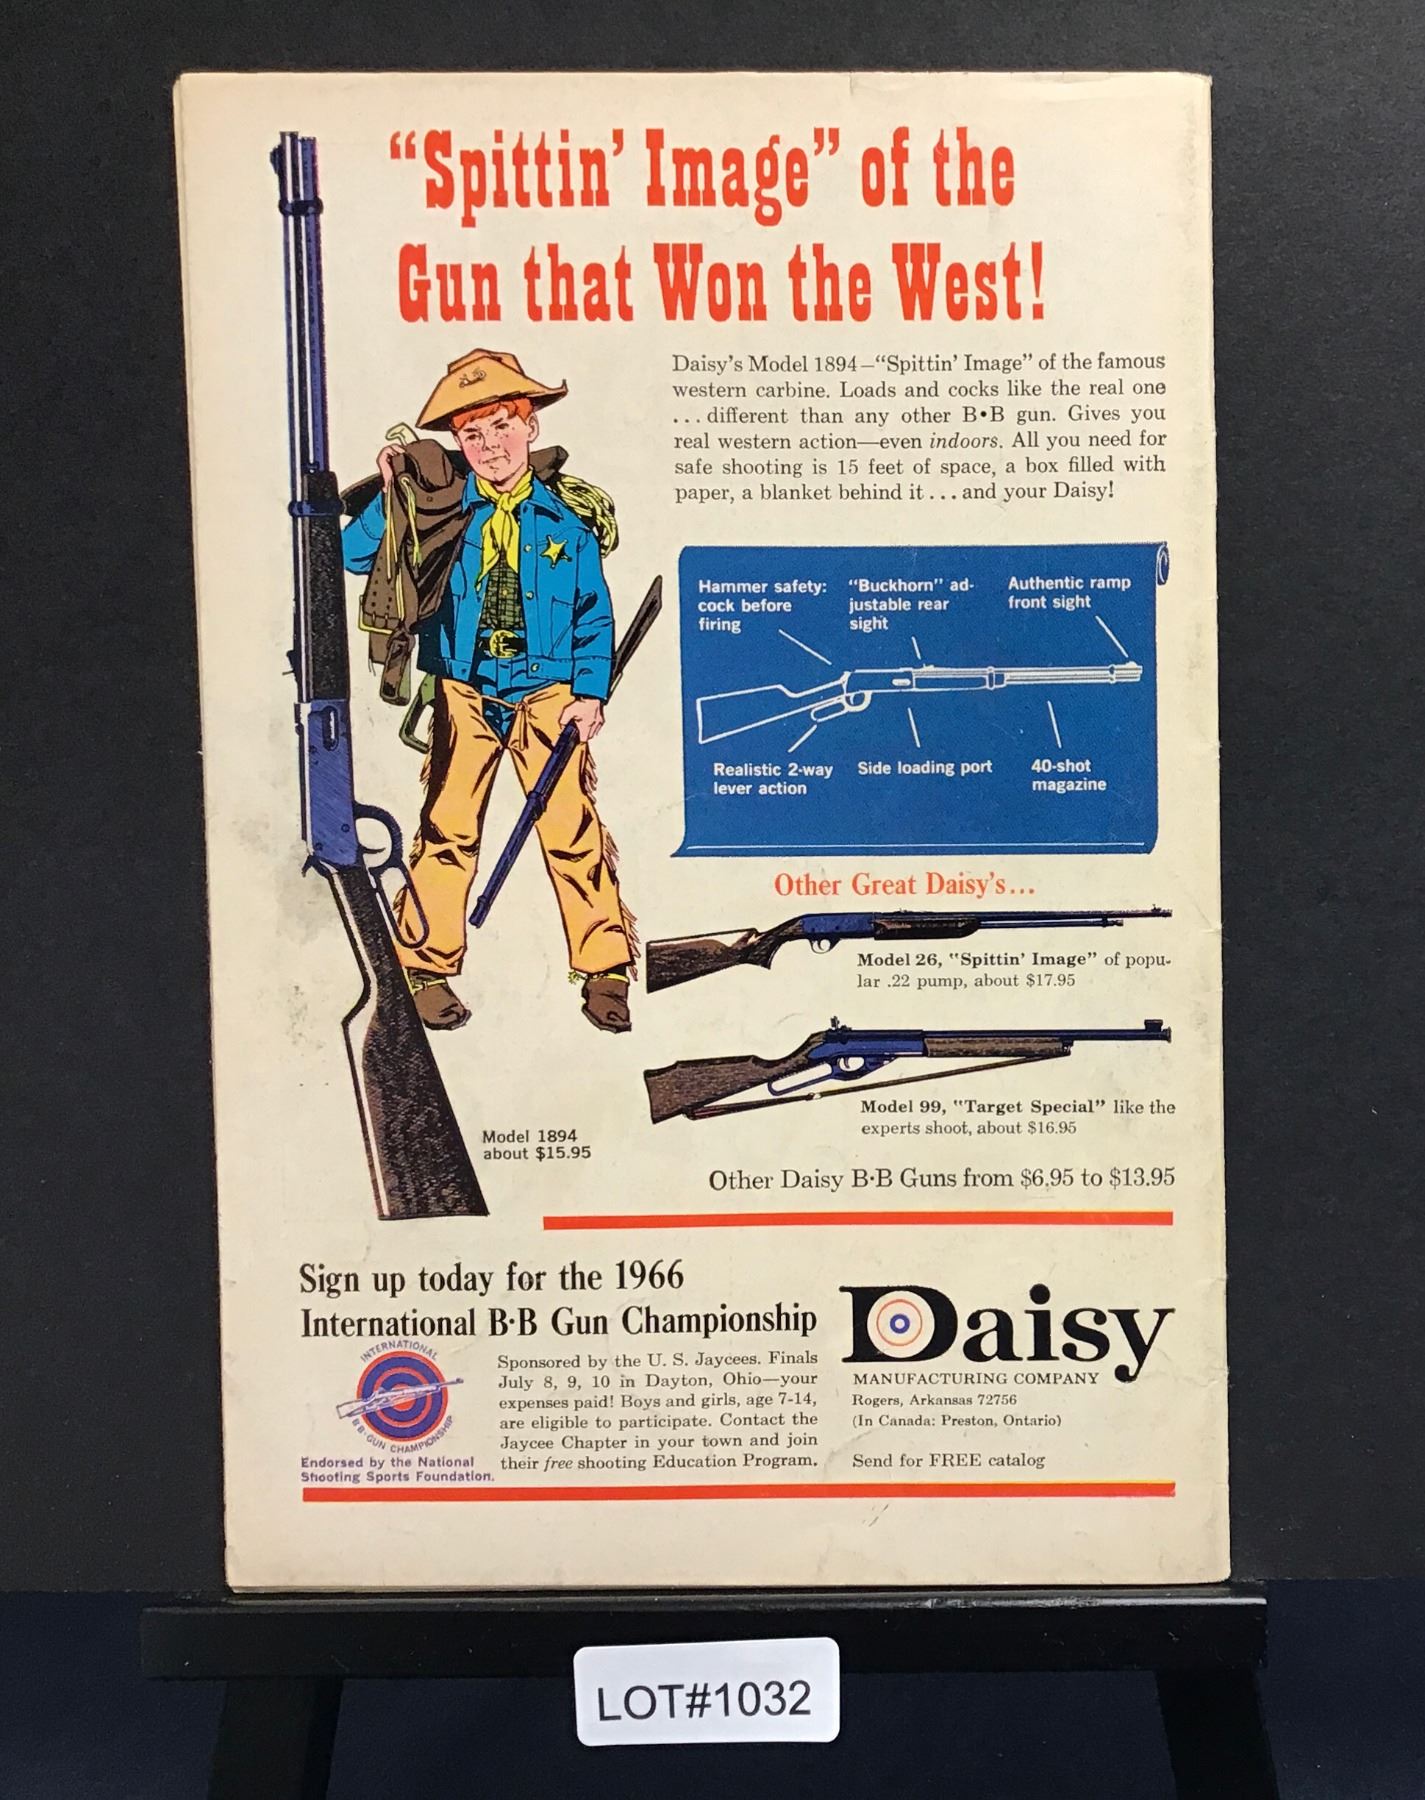 “Spittin’ Image” of the
Gun that Won the West!
Daisy’s Model 1894—“Spittin’ Image” of the famous
western carbine. Loads and cocks like the real one
... different than any other B•B gun. Gives you
real western action—even indoors. All you need for
safe shooting is 15 feet of space, a box filled with
paper, a blanket behind it ... and your Daisy!
Hammer safety:
cock before
firing
“Buckhorn” ad-
justable rear
sight
Authentic ramp
front sight
Realistic 2-way
lever action
Side loading port
40-shot
magazine
Other Great Daisy’s...
Model 26, “Spittin’ Image” of popu-
lar .22 pump, about $17.95
Model 99, “Target Special” like the
experts shoot, about $16.95
Model 1894
about $15.95
Other Daisy B·B Guns from $6.95 to $13.95
Sign up today for the 1966
International B·B Gun Championship
INTERNATIONAL
BB·GUN CHAMPIONSHIP
Endorsed by the National
Shooting Sports Foundation.
Sponsored by the U. S. Jaycees. Finals
July 8, 9, 10 in Dayton, Ohio—your
expenses paid! Boys and girls, age 7-14,
are eligible to participate. Contact the
Jaycee Chapter in your town and join
their free shooting Education Program.
Daisy
MANUFACTURING COMPANY
Rogers, Arkansas 72756
(In Canada: Preston, Ontario)
Send for FREE catalog
LOT#1032